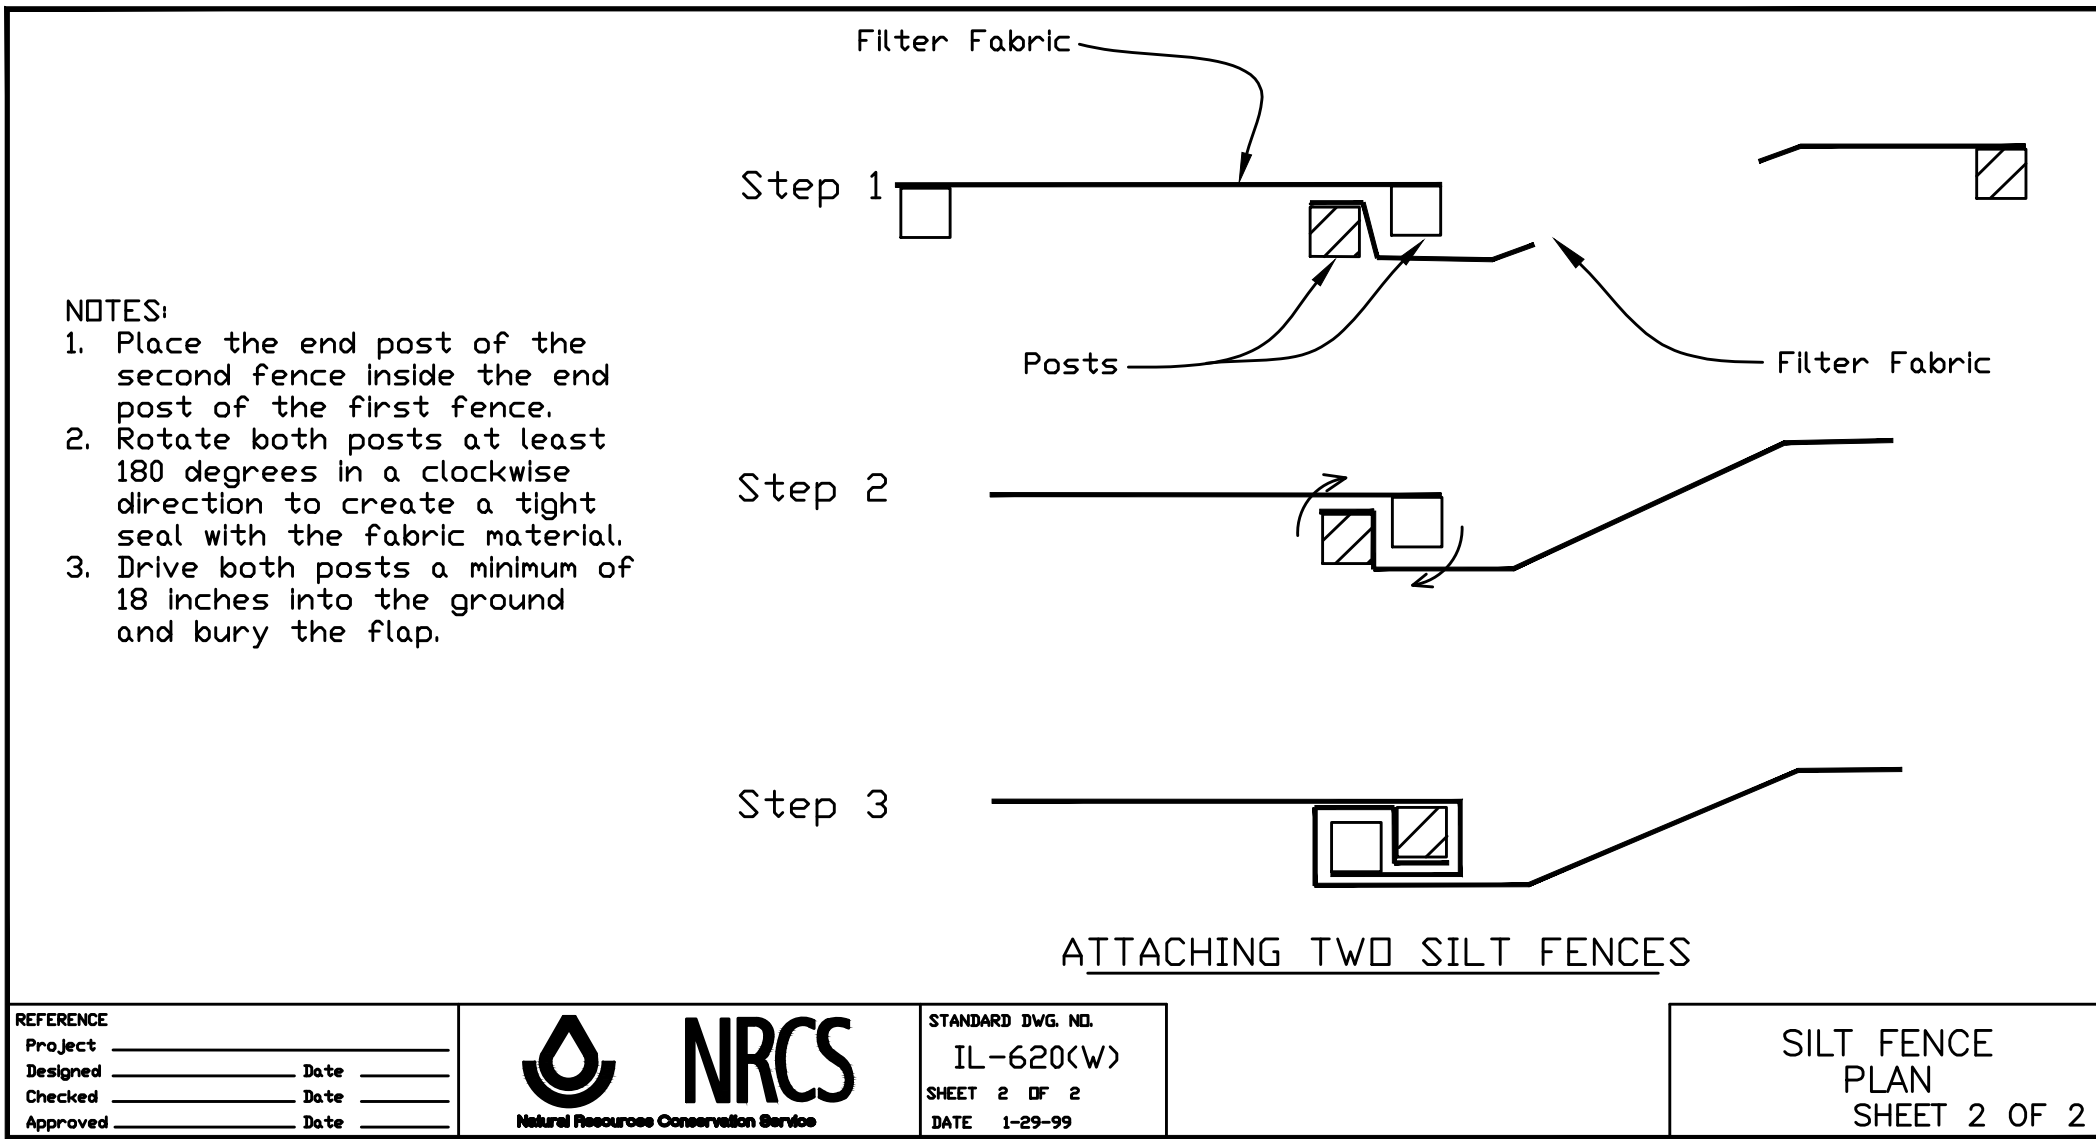 Filter Fabric
Step 1
NOTES:
1. Place the end post of the
second fence inside the end
post of the first fence.
2. Rotate both posts at least
180 degrees in a clockwise
direction to create a tight
seal with the fabric material.
3. Drive both posts a minimum of
18 inches into the ground
and bury the flap.
Posts
Filter Fabric
Step 2
Step 3
ATTACHING TWO SILT FENCES
REFERENCE
Project
Designed Date
Checked Date
Approved Date
NRCS
Natural Resources Conservation Service
STANDARD DWG. NO.
IL-620(W)
SHEET 2 OF 2
DATE 1-29-99
SILT FENCE
PLAN
SHEET 2 OF 2